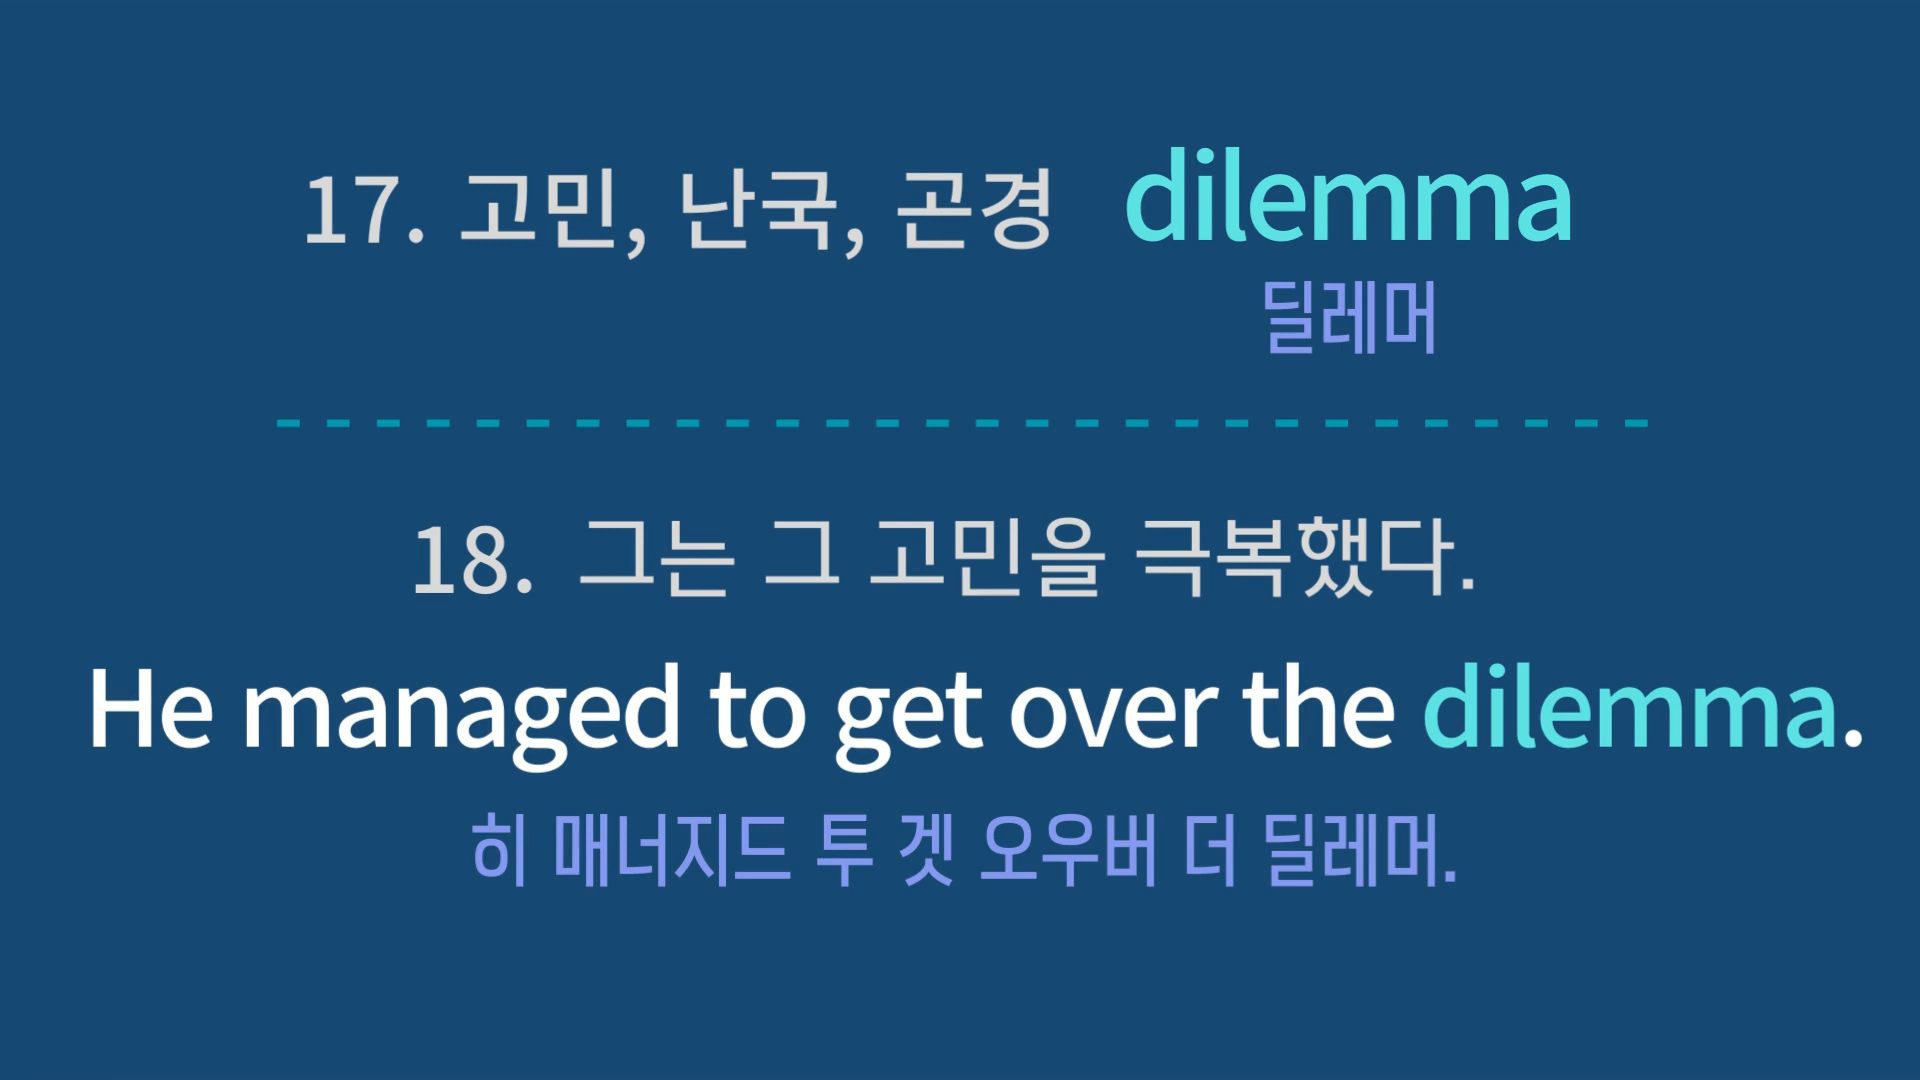 17. 고민, 난국, 곤경 dilemma
딜레머
18. 그는 그 고민을 극복했다.
He managed to get over the dilemma.
히 매너지드 투 겟 오우버 더 딜레머.